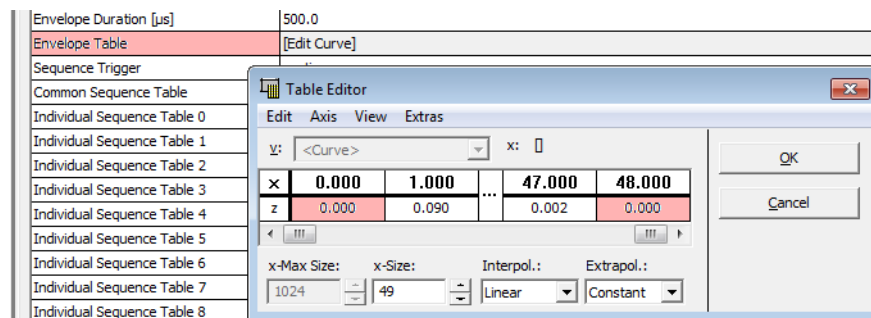 Envelope Duration [µs] 500.0
Envelope Table [Edit Curve]
Sequence Trigger
Common Sequence Table
Individual Sequence Table 0
Individual Sequence Table 1
Individual Sequence Table 2
Individual Sequence Table 3
Individual Sequence Table 4
Individual Sequence Table 5
Individual Sequence Table 6
Individual Sequence Table 7
Individual Sequence Table 8
Table Editor
Edit Axis View Extras
y: <Curve> x: []
OK
x 0.000 1.000 ... 47.000 48.000
z 0.000 0.090 0.002 0.000
Cancel
x-Max Size: x-Size: Interpol.: Extrapol.:
1024 49 Linear Constant